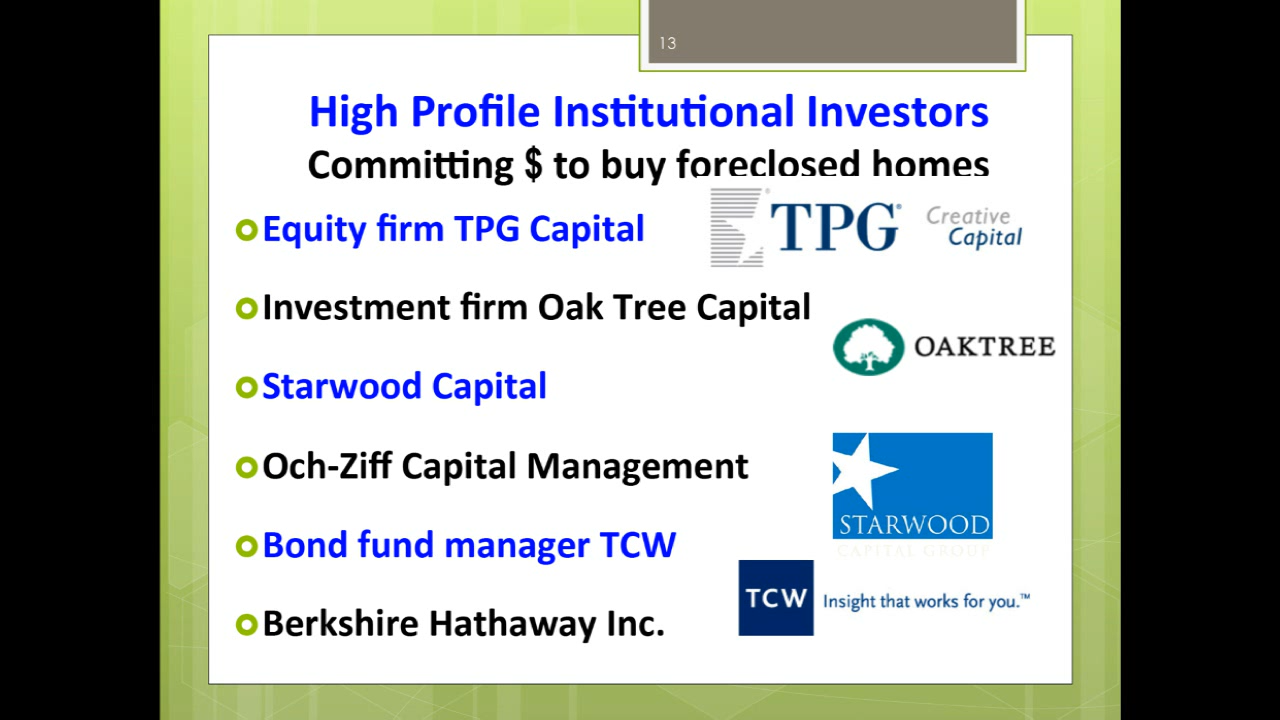 13
High Profile Institutional Investors
Committing $ to buy foreclosed homes
Equity firm TPG Capital
TPG® Creative
Capital
Investment firm Oak Tree Capital
OAKTREE
Starwood Capital
Och-Ziff Capital Management
STARWOOD
CAPITAL GROUP
Bond fund manager TCW
TCW Insight that works for you.™
Berkshire Hathaway Inc.